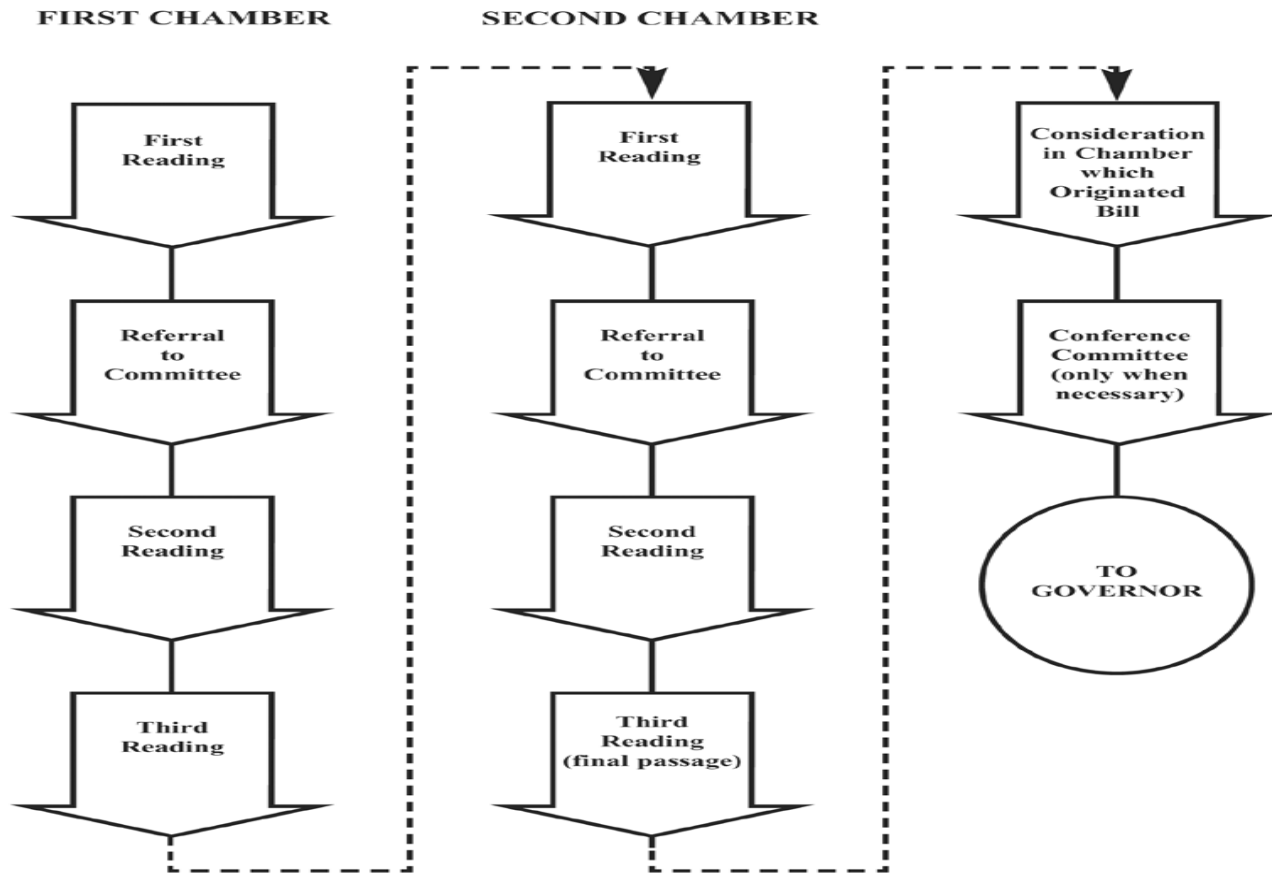 FIRST CHAMBER
First
Reading
Referral
to
Committee
Second
Reading
Third
Reading
SECOND CHAMBER
First
Reading
Referral
to
Committee
Second
Reading
Third
Reading
(final passage)
Consideration
in Chamber
which
Originated
Bill
Conference
Committee
(only when
necessary)
TO
GOVERNOR